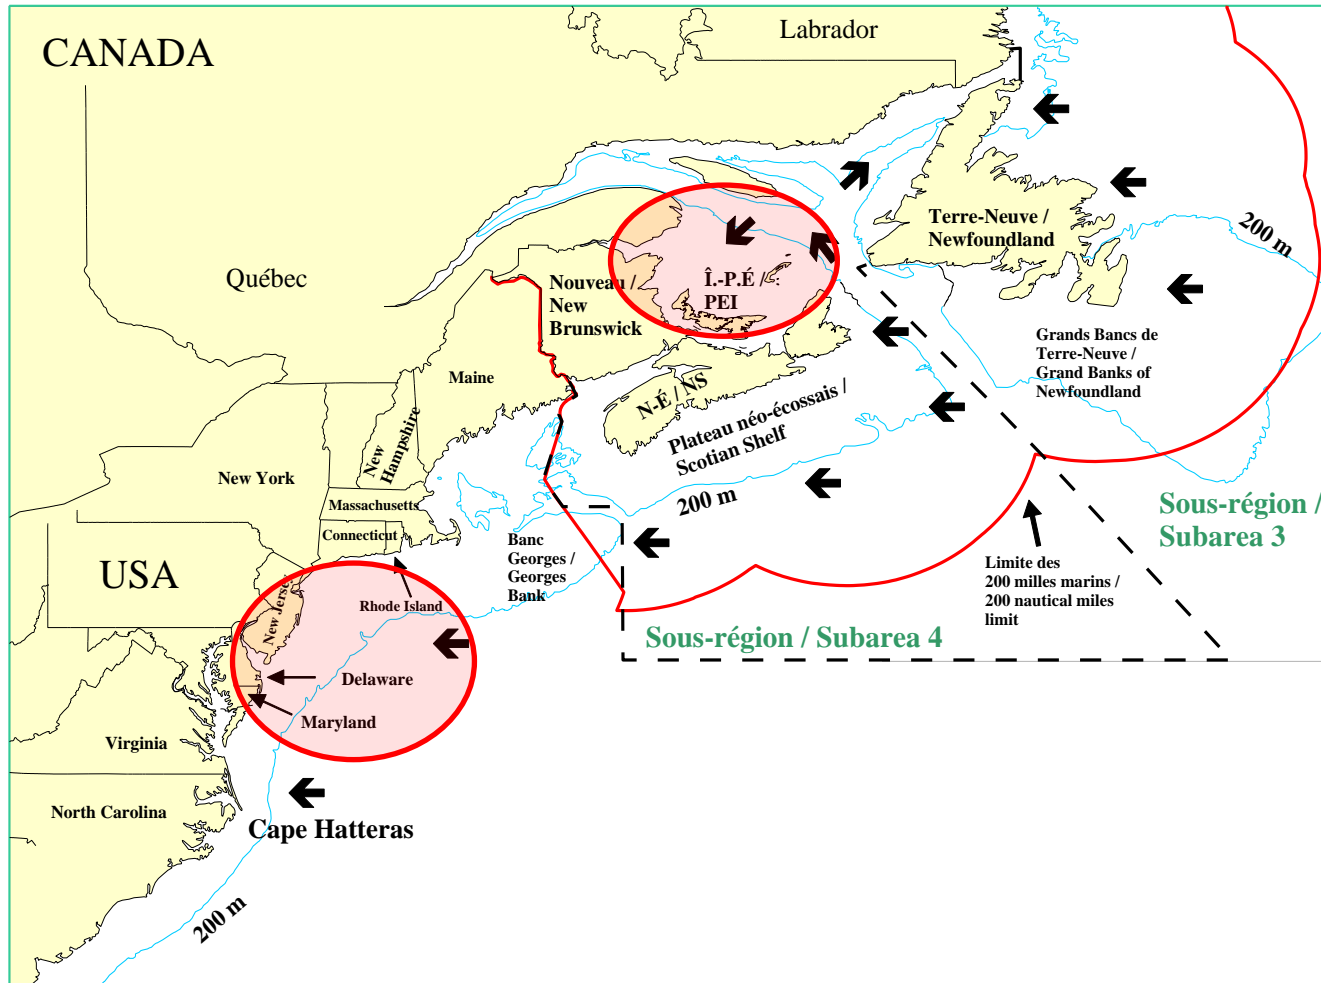 Labrador
CANADA
200 m
Terre-Neuve /
Newfoundland
Québec
Nouveau /
New
Brunswick
Î.-P.É /
PEI
Grands Bancs de
Terre-Neuve /
Grand Banks of
Newfoundland
Maine
N-É / NS
New
Hampshire
Plateau néo-écossais /
Scotian Shelf
New York
200 m
Massachusetts
Connecticut
Sous-région /
Subarea 3
Banc
Georges /
Georges
Bank
USA
Limite des
200 milles marins /
200 nautical miles
limit
New Jersey
Rhode Island
Sous-région / Subarea 4
Delaware
Maryland
Virginia
North Carolina
Cape Hatteras
200 m